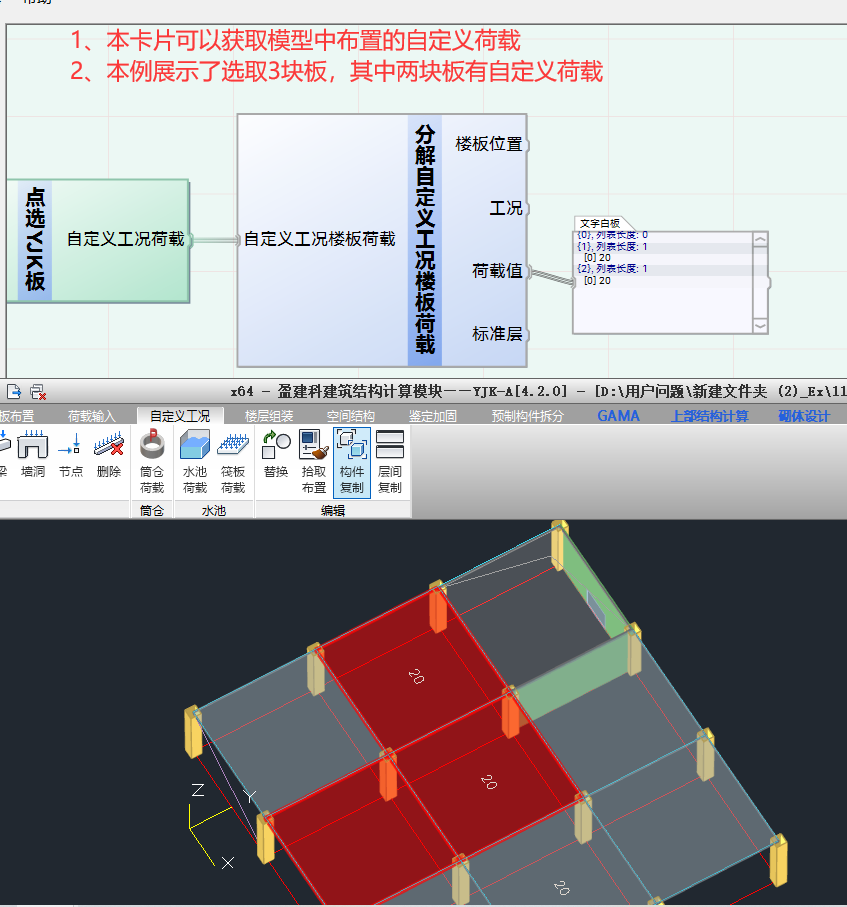 1、本卡片可以获取模型中布置的自定义荷载
2、本例展示了选取3块板，其中两块板有自定义荷载
点选YJK板
自定义工况荷载
自定义工况楼板荷载
分解自定义工况楼板荷载
楼板位置
工况
荷载值
标准层
文字白板
{0}, 列表长度: 0
{1}, 列表长度: 1
[0] 20
{2}, 列表长度: 1
[0] 20
x64 - 盈建科建筑结构计算模块——YJK-A[4.2.0] - [D:\用户问题\新建文件夹 (2)_Ex\11
板布置 荷载输入 自定义工况 楼层组装 空间结构 鉴定加固 预制构件拆分 GAMA 上部结构计算 砌体设计
梁 墙洞 节点 删除 筒仓荷载 水池荷载 筏板荷载 替换 拾取布置 构件复制 层间复制
筒仓 水池 编辑
20
20
20
Z
Y
X